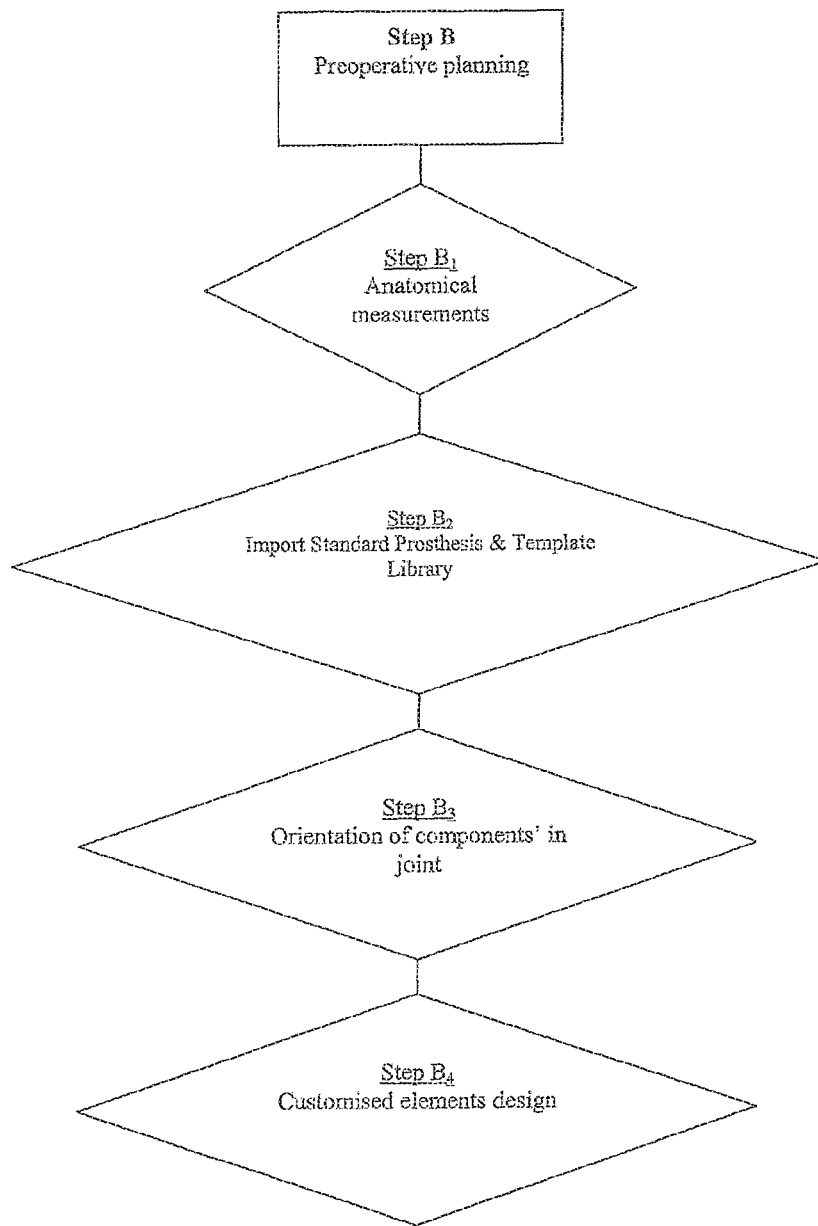 Step B
Preoperative planning
Step B₁
Anatomical
measurements
Step B₂
Import Standard Prosthesis & Template
Library
Step B₃
Orientation of components' in
joint
Step B₄
Customised elements design